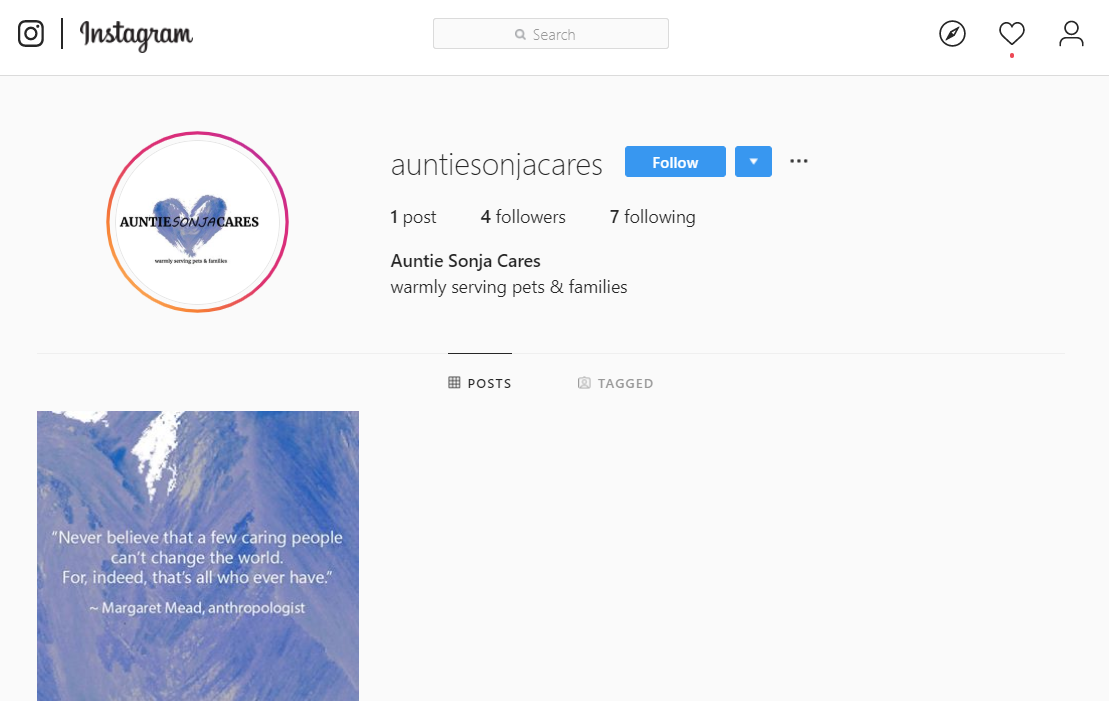 Instagram
Search
auntiesonjacares
Follow
1 post 4 followers 7 following
AUNTIESONJACARES
warmly serving pets & families
Auntie Sonja Cares
warmly serving pets & families
POSTS TAGGED
“Never believe that a few caring people
can’t change the world.
For, indeed, that’s all who ever have.”
~ Margaret Mead, anthropologist